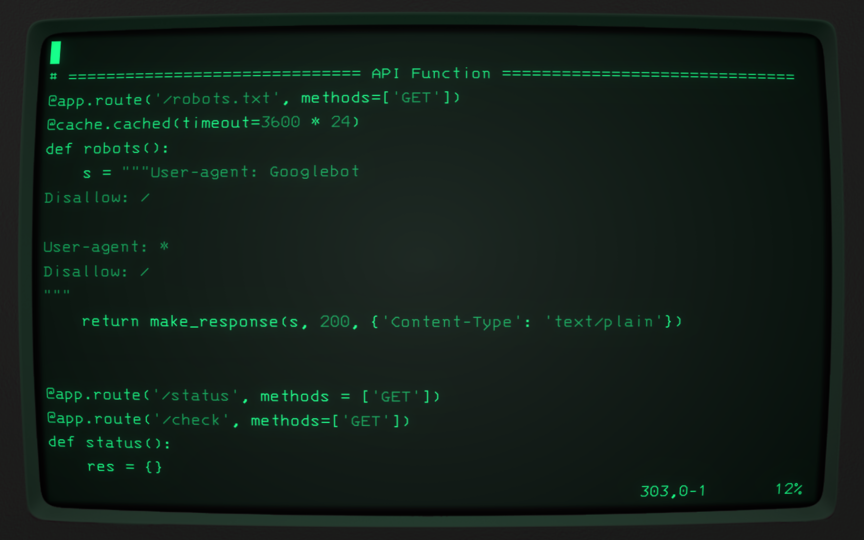 # ============================= API Function =============================
@app.route('/robots.txt', methods=['GET'])
@cache.cached(timeout=3600 * 24)
def robots():
    s = """User-agent: Googlebot
Disallow: /

User-agent: *
Disallow: /
"""
    return make_response(s, 200, {'Content-Type': 'text/plain'})

@app.route('/status', methods = ['GET'])
@app.route('/check', methods=['GET'])
def status():
    res = {}
303,0-1 12%